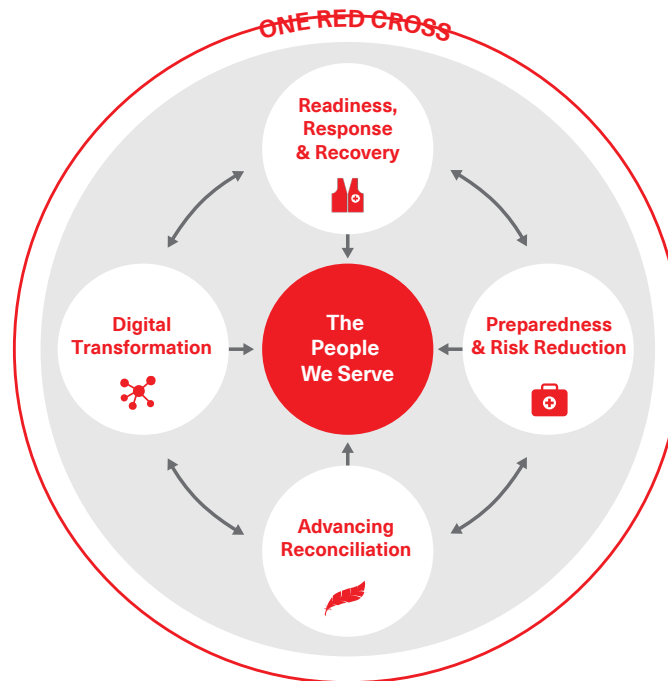 ONE RED CROSS
Readiness,
Response
& Recovery
Digital
Transformation
The
People
We Serve
Preparedness
& Risk Reduction
Advancing
Reconciliation